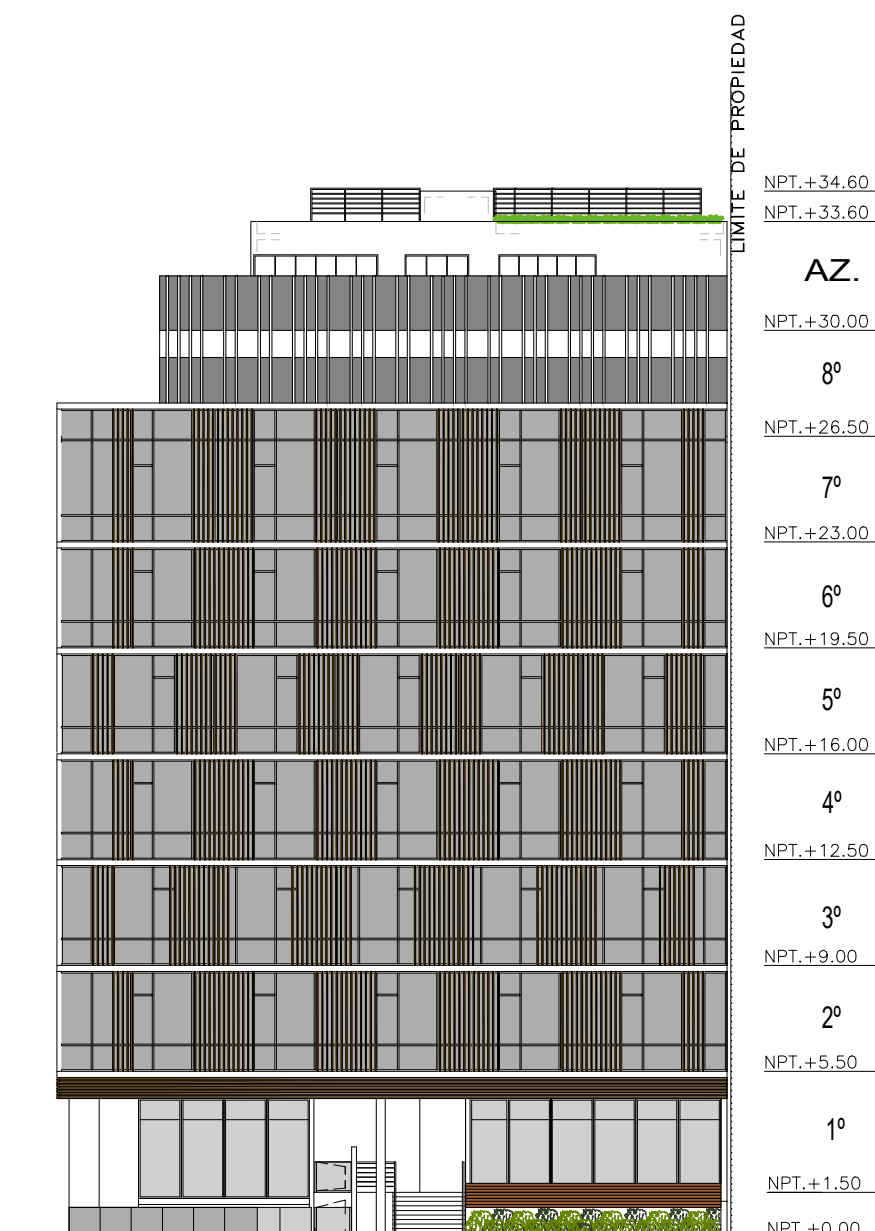 LIMITE DE PROPIEDAD
NPT.+34.60
NPT.+33.60
AZ.
NPT.+30.00
8º
NPT.+26.50
7º
NPT.+23.00
6º
NPT.+19.50
5º
NPT.+16.00
4º
NPT.+12.50
3º
NPT.+9.00
2º
NPT.+5.50
1º
NPT.+1.50
NPT.+0.00